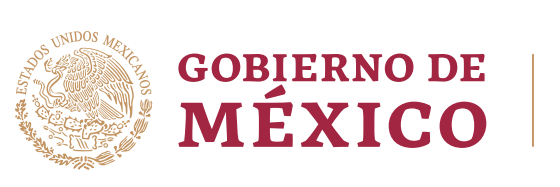 ESTADOS UNIDOS MEXICANOS
GOBIERNO DE
MÉXICO